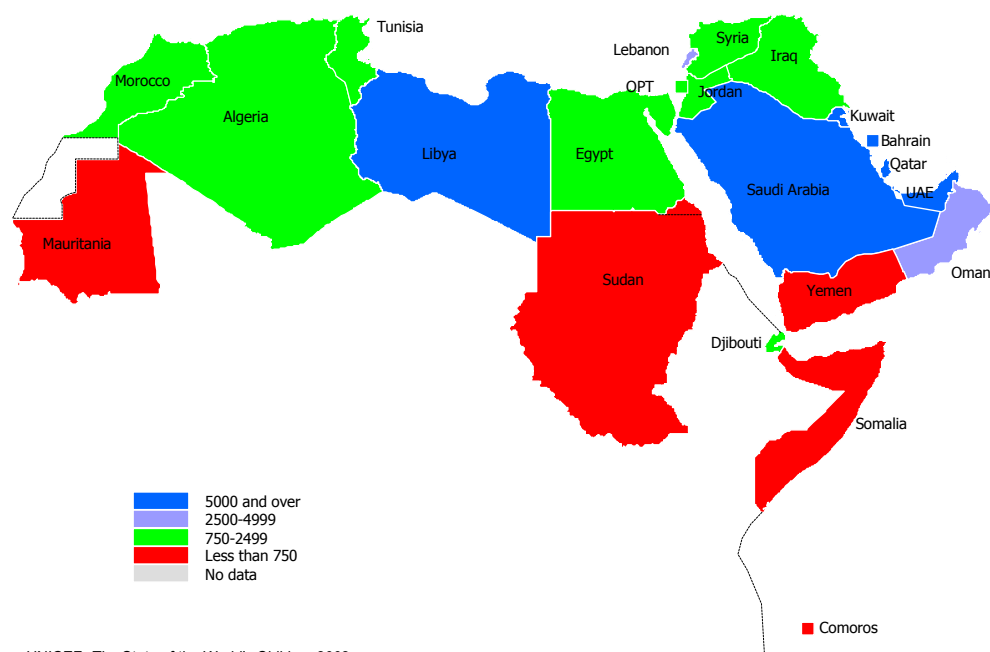 Tunisia
Syria
Lebanon
Iraq
Morocco
OPT
Jordan
Algeria
Kuwait
Bahrain
Libya
Egypt
Qatar
Saudi Arabia
UAE
Mauritania
Oman
Sudan
Yemen
Djibouti
Somalia
5000 and over
2500-4999
750-2499
Less than 750
No data
Comoros